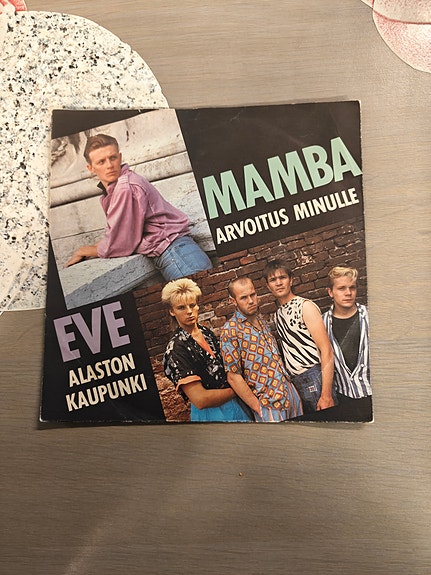 MAMBA
ARVOITUS MINULLE
EVE
ALASTON
KAUPUNKI